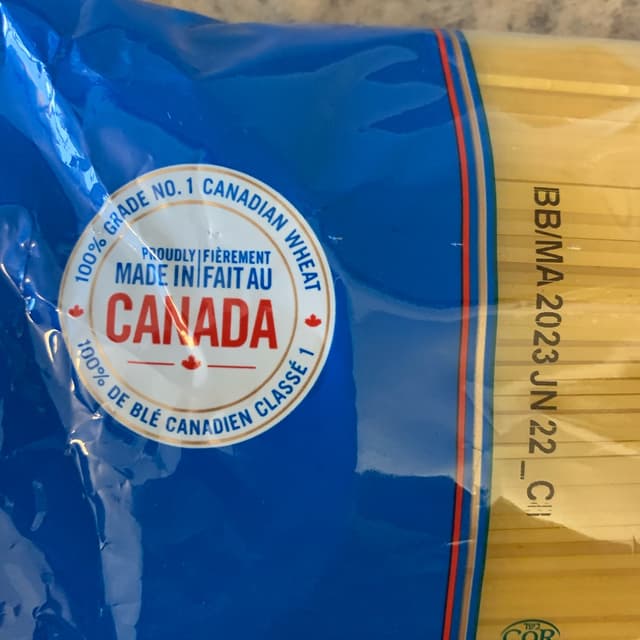 100% GRADE NO. 1 CANADIAN WHEAT
PROUDLY FIÈREMENT
MADE IN FAIT AU
CANADA
100% DE BLÉ CANADIEN CLASSÉ 1
BB/MA 2023 JN 22
COR